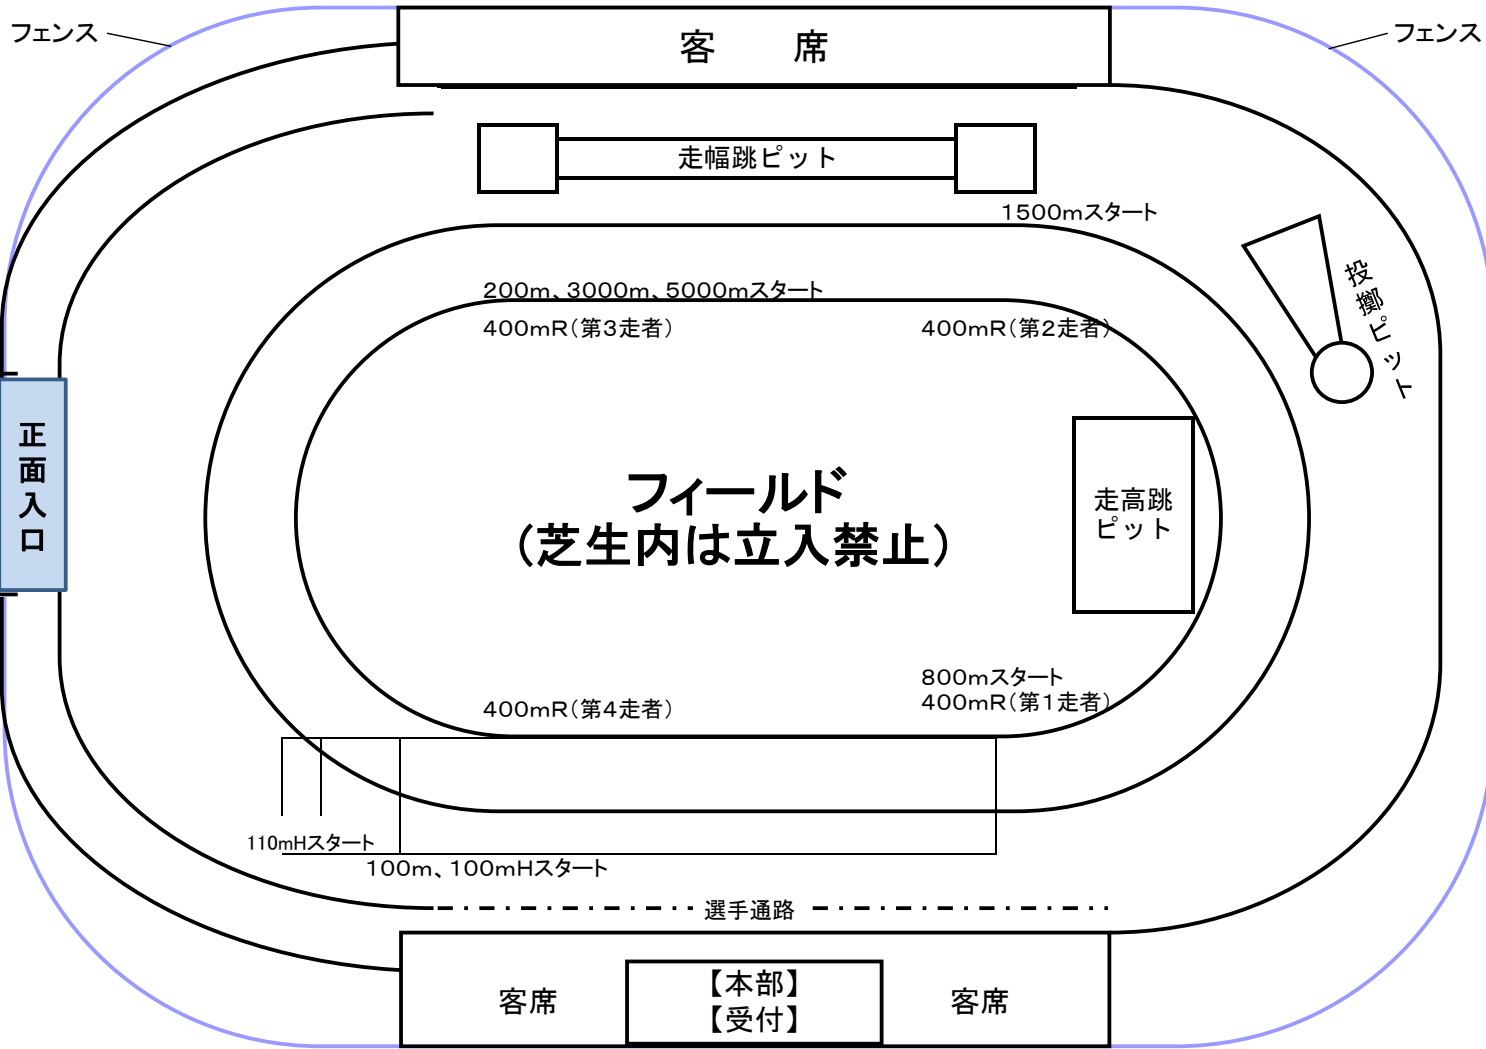 フェンス
フェンス
客　席
走幅跳ピット
1500mスタート
200m、3000m、5000mスタート
400mR(第3走者)
400mR(第2走者)
投擲ピット
正面入口
フィールド
(芝生内は立入禁止)
走高跳
ピット
800mスタート
400mR(第1走者)
400mR(第4走者)
110mHスタート
100m、100mHスタート
選手通路
客席
【本部】
【受付】
客席